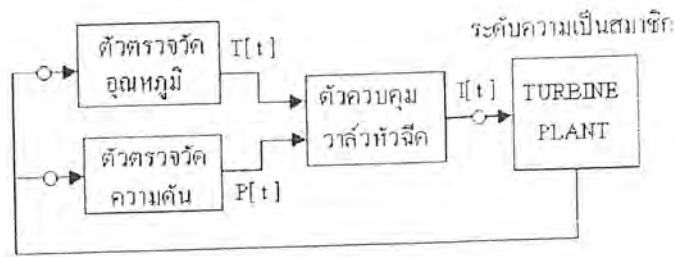 ระดับความเป็นสมาชิก
ตัวตรวจวัด
อุณหภูมิ
T[t]
ตัวควบคุม
วาล์วหัวฉีด
I[t]
TURBINE
PLANT
ตัวตรวจวัด
ความดัน
P[t]